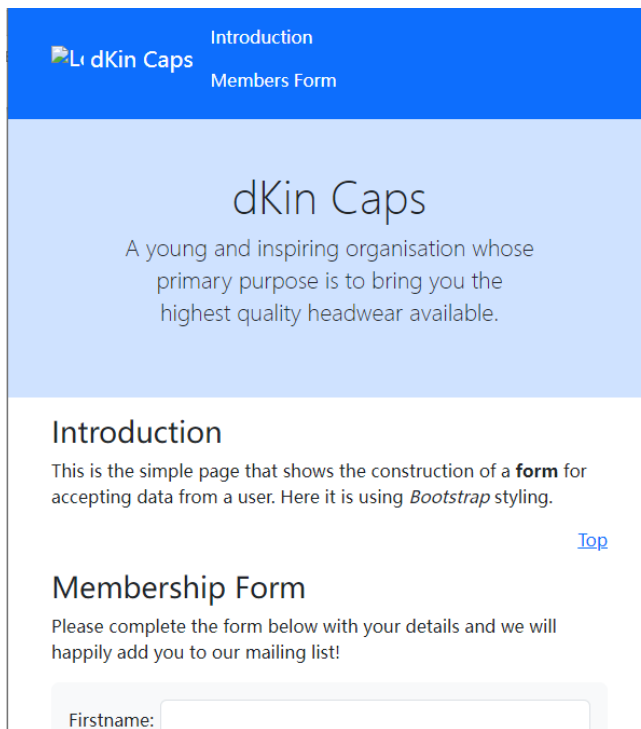 Introduction
dKin Caps
Members Form
dKin Caps
A young and inspiring organisation whose
primary purpose is to bring you the
highest quality headwear available.
Introduction
This is the simple page that shows the construction of a form for
accepting data from a user. Here it is using Bootstrap styling.
Top
Membership Form
Please complete the form below with your details and we will
happily add you to our mailing list!
Firstname: